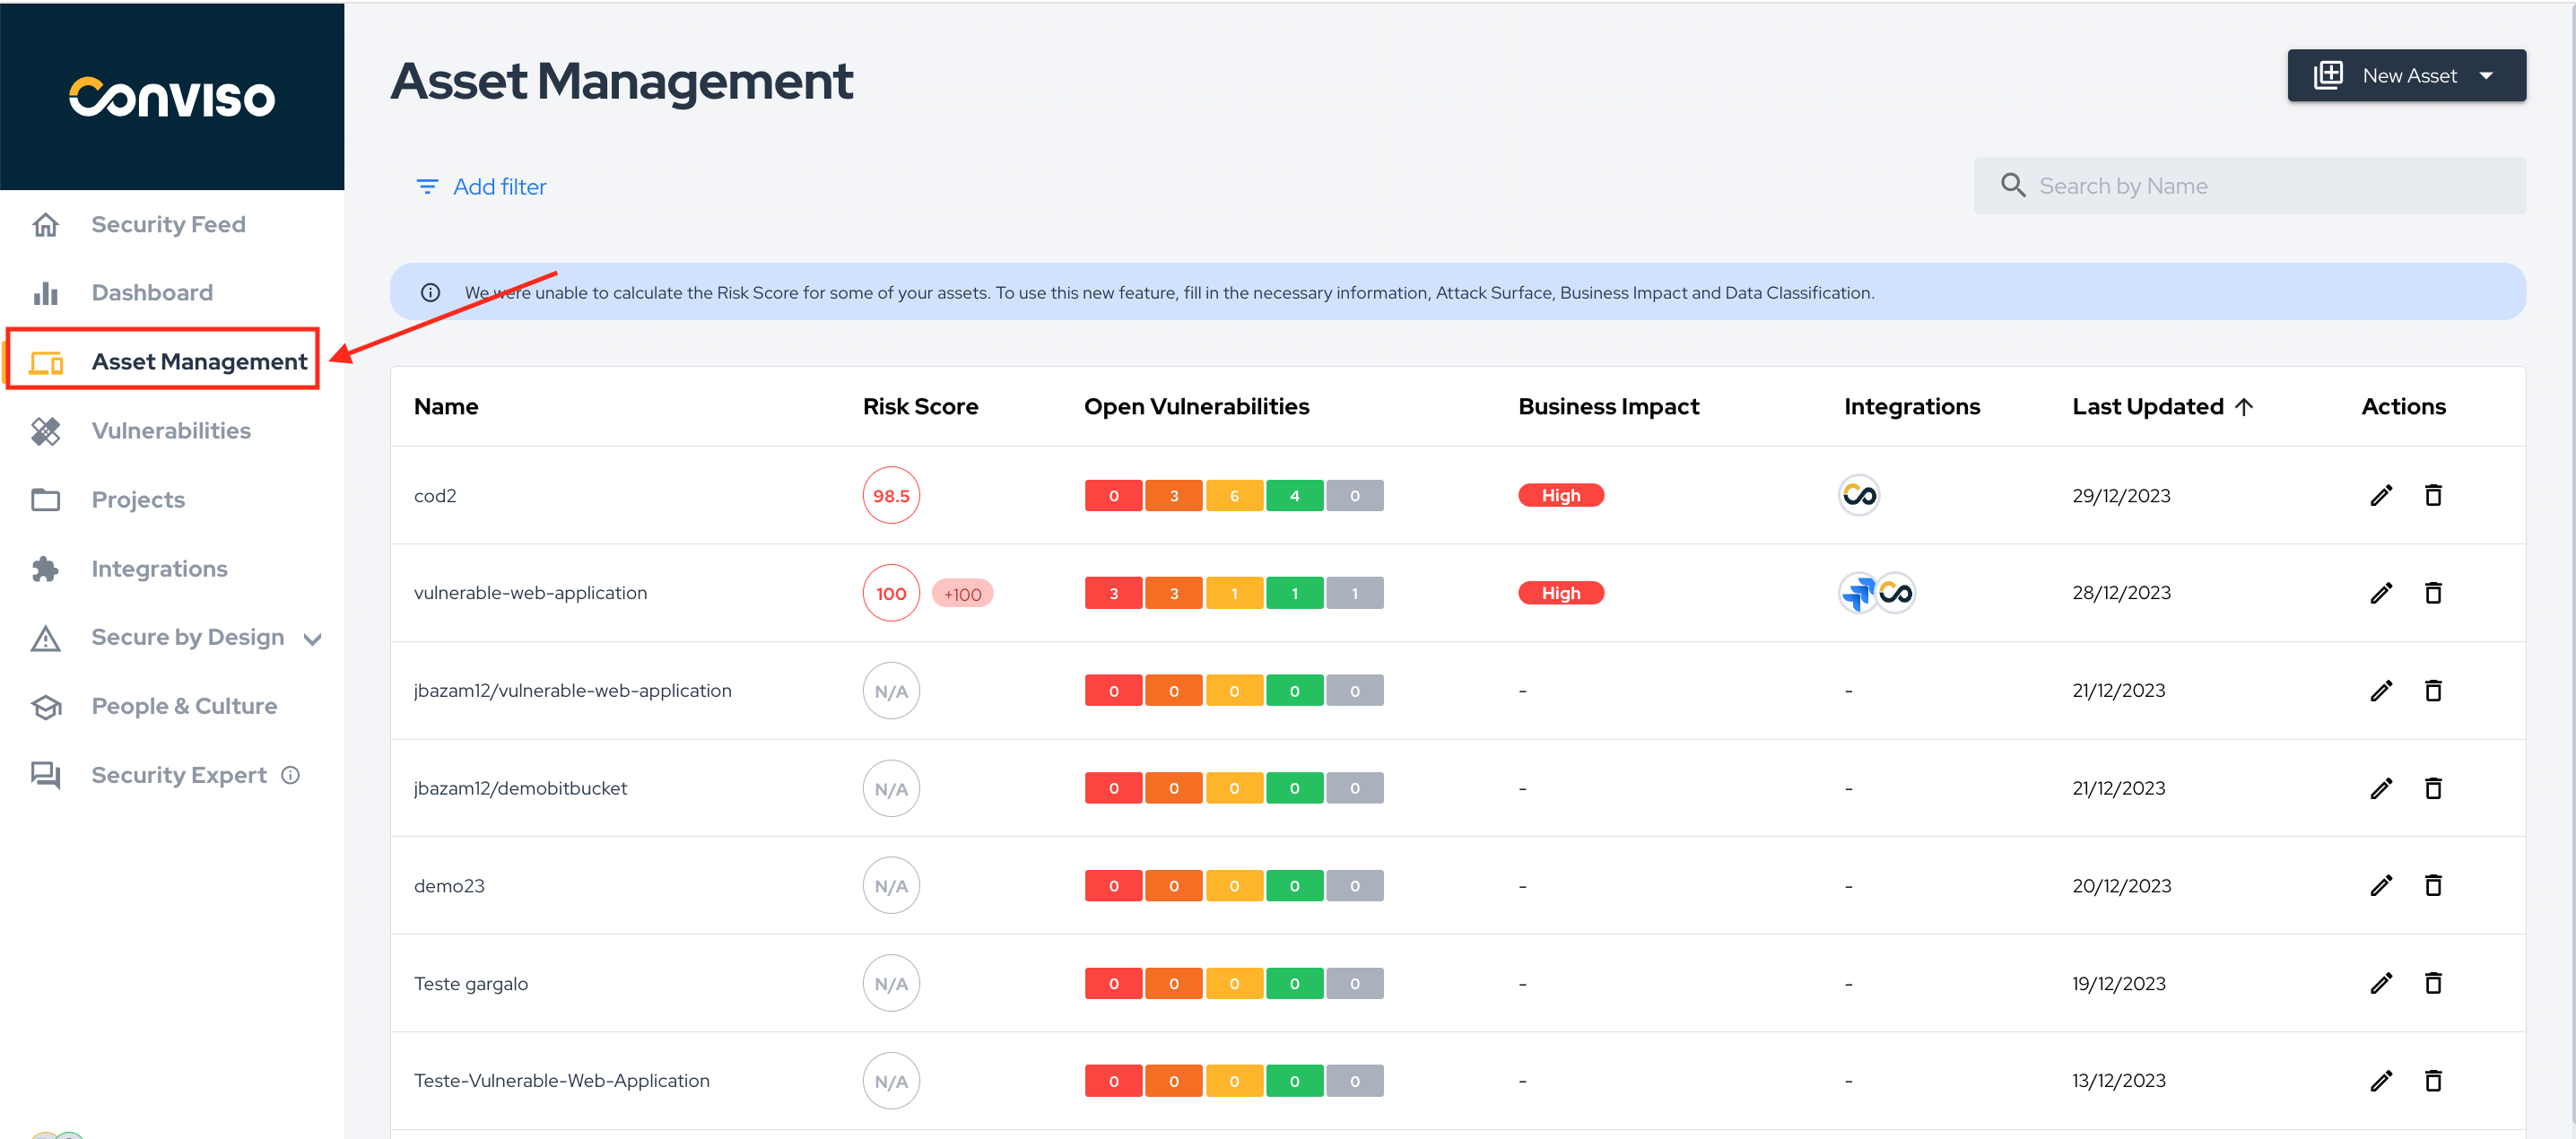 Conviso
Asset Management
New Asset
Add filter
Search by Name
Security Feed
Dashboard
Asset Management
Vulnerabilities
Projects
Integrations
Secure by Design
People & Culture
Security Expert
We were unable to calculate the Risk Score for some of your assets. To use this new feature, fill in the necessary information, Attack Surface, Business Impact and Data Classification.
Name Risk Score Open Vulnerabilities Business Impact Integrations Last Updated Actions
cod2 98.5 0 3 6 4 0 High 29/12/2023
vulnerable-web-application 100 +100 3 3 1 1 1 High 28/12/2023
jbazam12/vulnerable-web-application N/A 0 0 0 0 0 - - 21/12/2023
jbazam12/demobitbucket N/A 0 0 0 0 0 - - 21/12/2023
demo23 N/A 0 0 0 0 0 - - 20/12/2023
Teste gargalo N/A 0 0 0 0 0 - - 19/12/2023
Teste-Vulnerable-Web-Application N/A 0 0 0 0 0 - - 13/12/2023